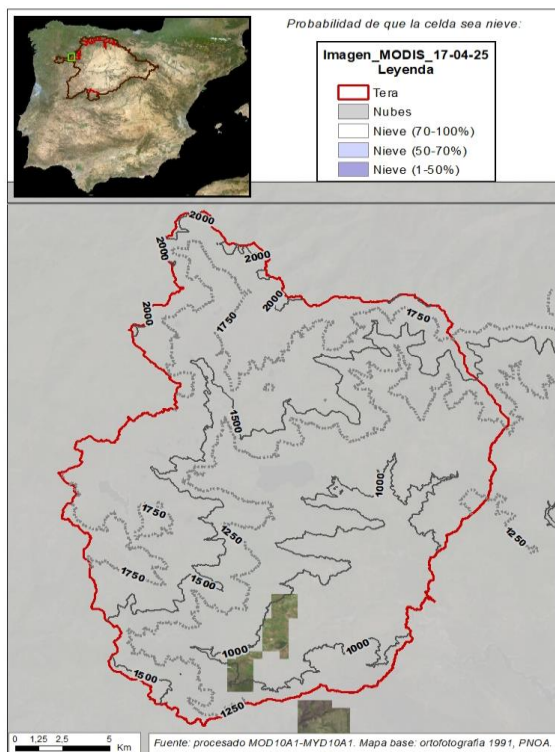 Probabilidad de que la celda sea nieve:
Imagen_MODIS_17-04-25
Leyenda
Tera
Nubes
Nieve (70-100%)
Nieve (50-70%)
Nieve (1-50%)
2000
2000
2000
2000
2000
1750
1750
1500
1000
1250
1750
1250
1750
1500
1000
1000
1500
1250
0 1,25 2,5 5
Km
Fuente: procesado MOD10A1-MYD10A1. Mapa base: ortofotografia 1991, PNOA